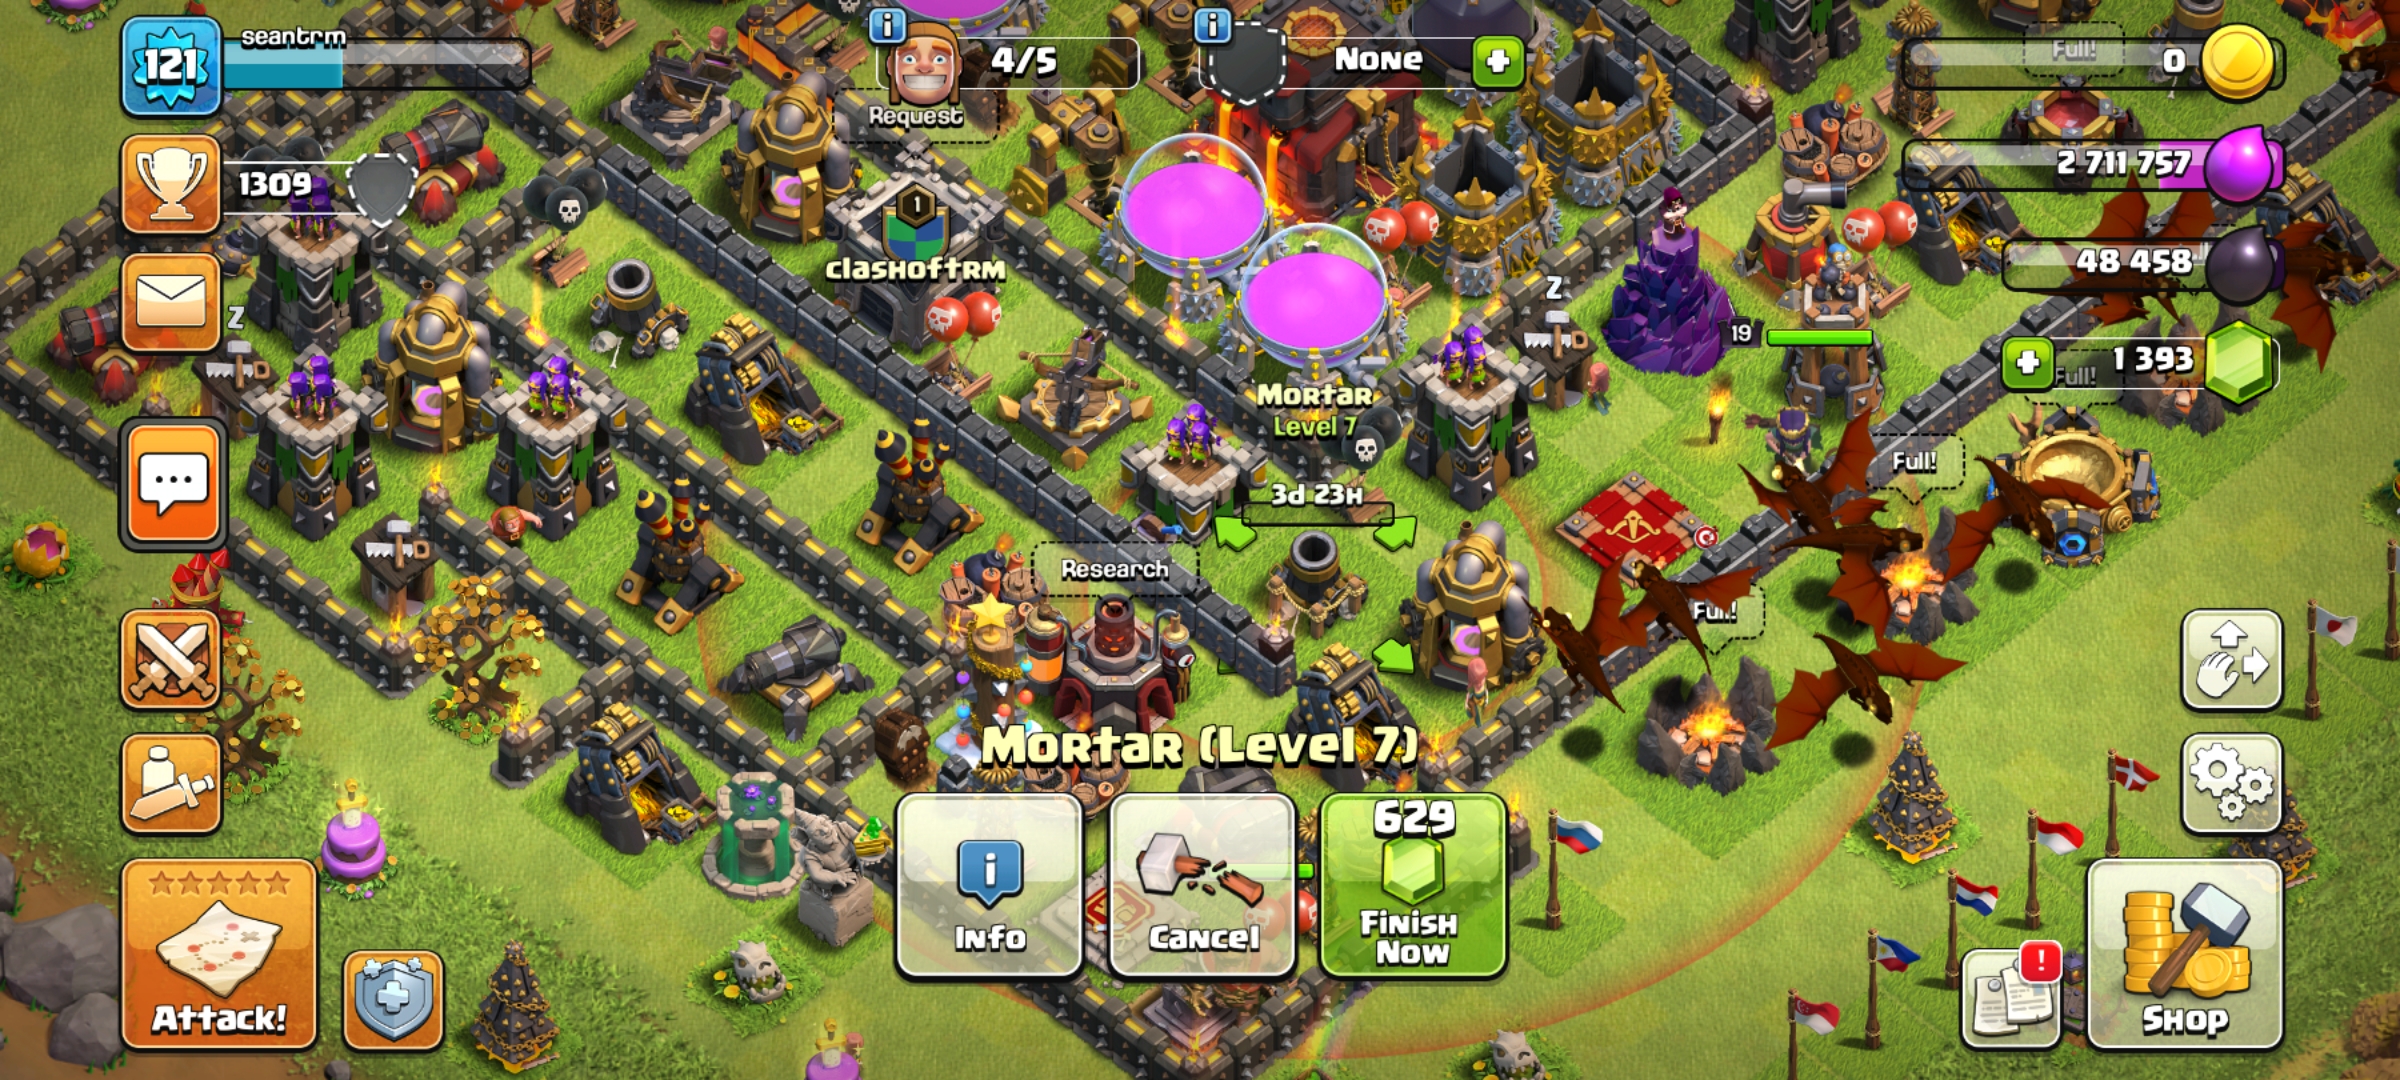 121
seantrm
4/5
None
Full!
0
Request
1309
2 711 757
1
clashoftrm
48 458
Z
Z
19
1 393
Full!
Mortar
Level 7
Full!
3d 23h
Research
Full!
Mortar (Level 7)
629
Info
Cancel
Finish
Now
Attack!
!
Shop